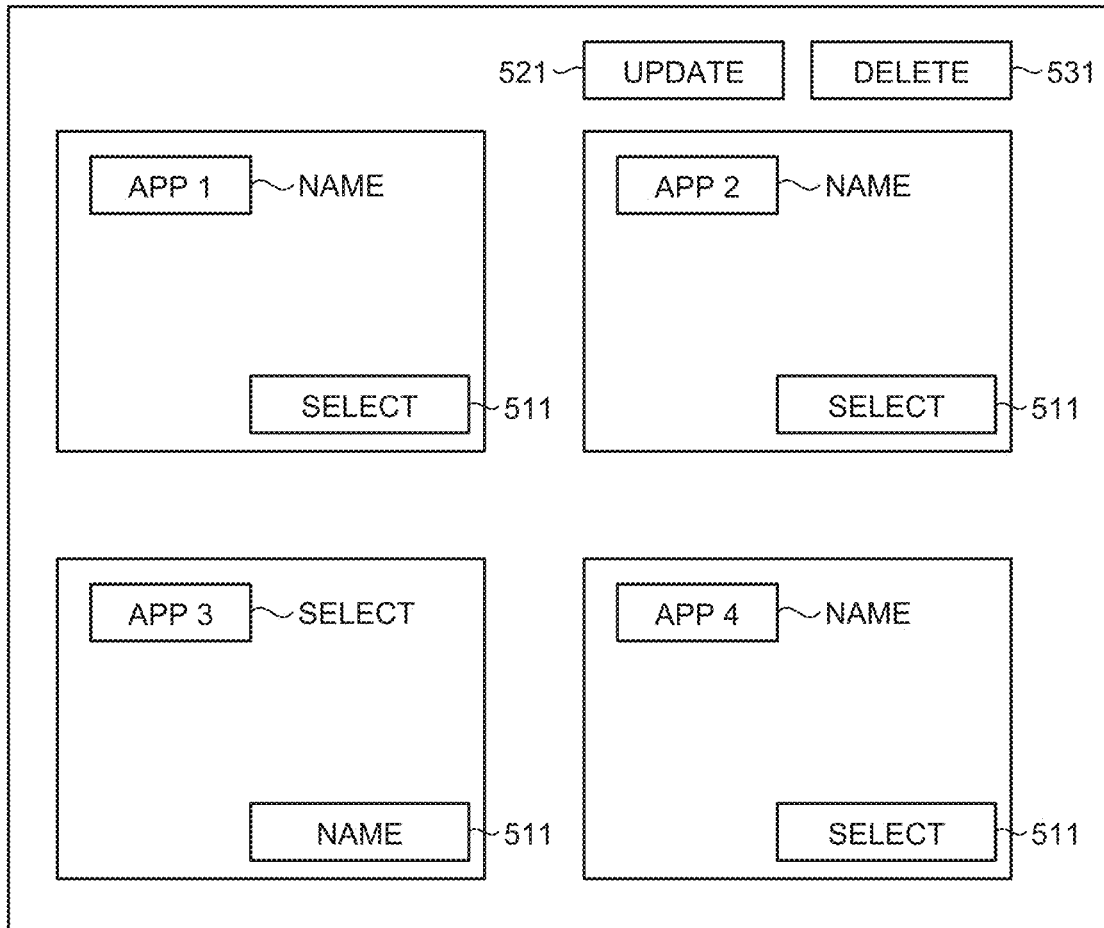 521 UPDATE DELETE 531
APP 1 NAME APP 2 NAME
SELECT 511 SELECT 511
APP 3 SELECT APP 4 NAME
NAME 511 SELECT 511